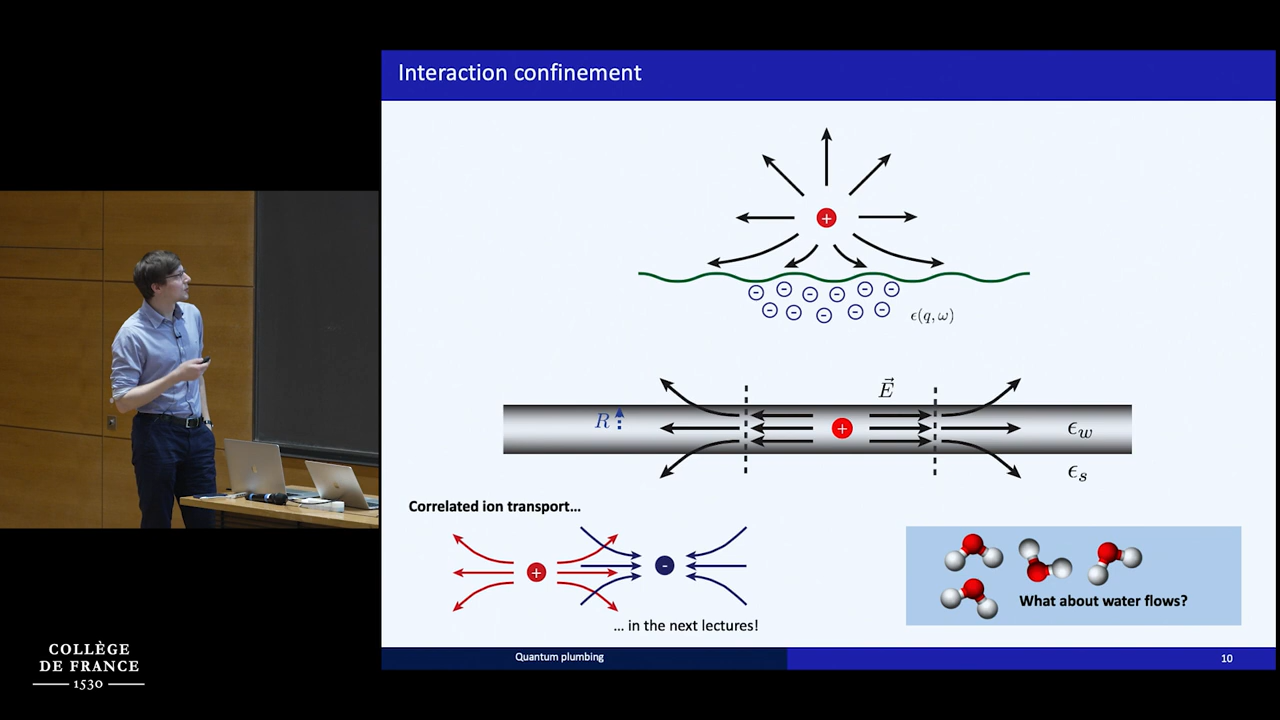 Interaction confinement
+
- - - - - -
- - - - -
ϵ(q, ω)
E⃗
R
+
ϵw
ϵs
Correlated ion transport...
+
-
... in the next lectures!
What about water flows?
Quantum plumbing
10
COLLÈGE
DE FRANCE
1530